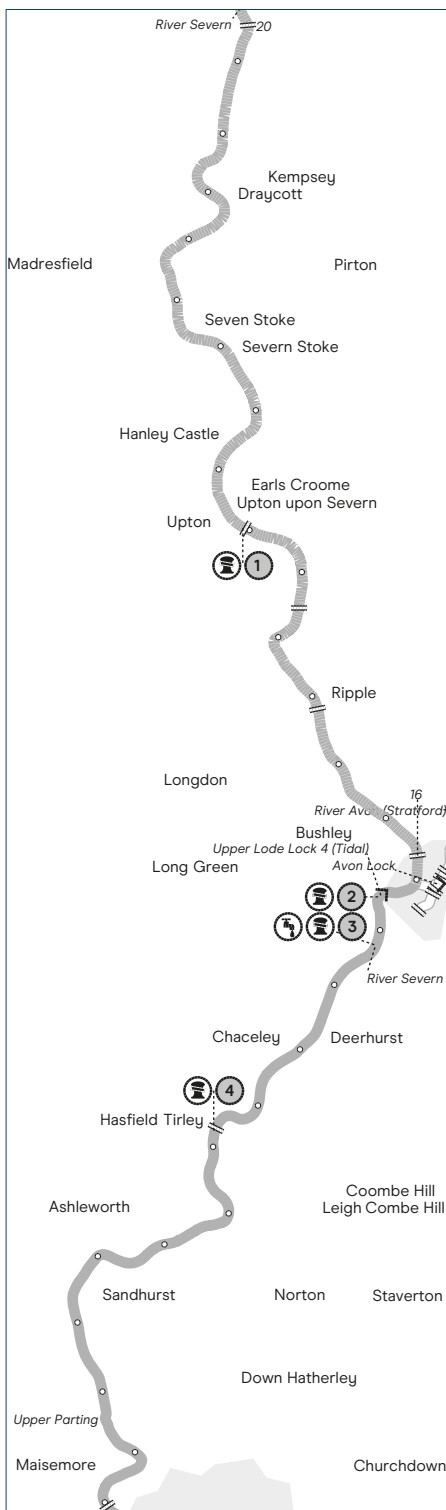 River Severn
20
Kempsey
Draycott
Madresfield
Pirton
Seven Stoke
Severn Stoke
Hanley Castle
Earls Croome
Upton upon Severn
Upton
1
Ripple
Longdon
16
River Avon (Stratford)
Bushley
Upper Lode Lock 4 (Tidal)
Long Green
Avon Lock
2
3
River Severn
Chaceley
Deerhurst
4
Hasfield Tirley
Coombe Hill
Ashleworth
Leigh Combe Hill
Sandhurst
Norton
Staverton
Down Hatherley
Upper Parting
Maisemore
Churchdown